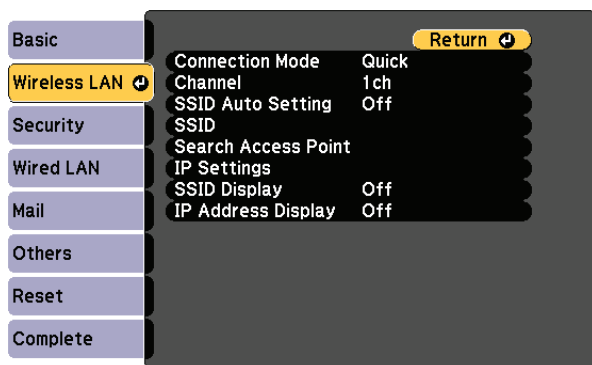 Basic
Wireless LAN
Security
Wired LAN
Mail
Others
Reset
Complete
Return
Connection Mode Quick
Channel 1ch
SSID Auto Setting Off
SSID
Search Access Point
IP Settings
SSID Display Off
IP Address Display Off